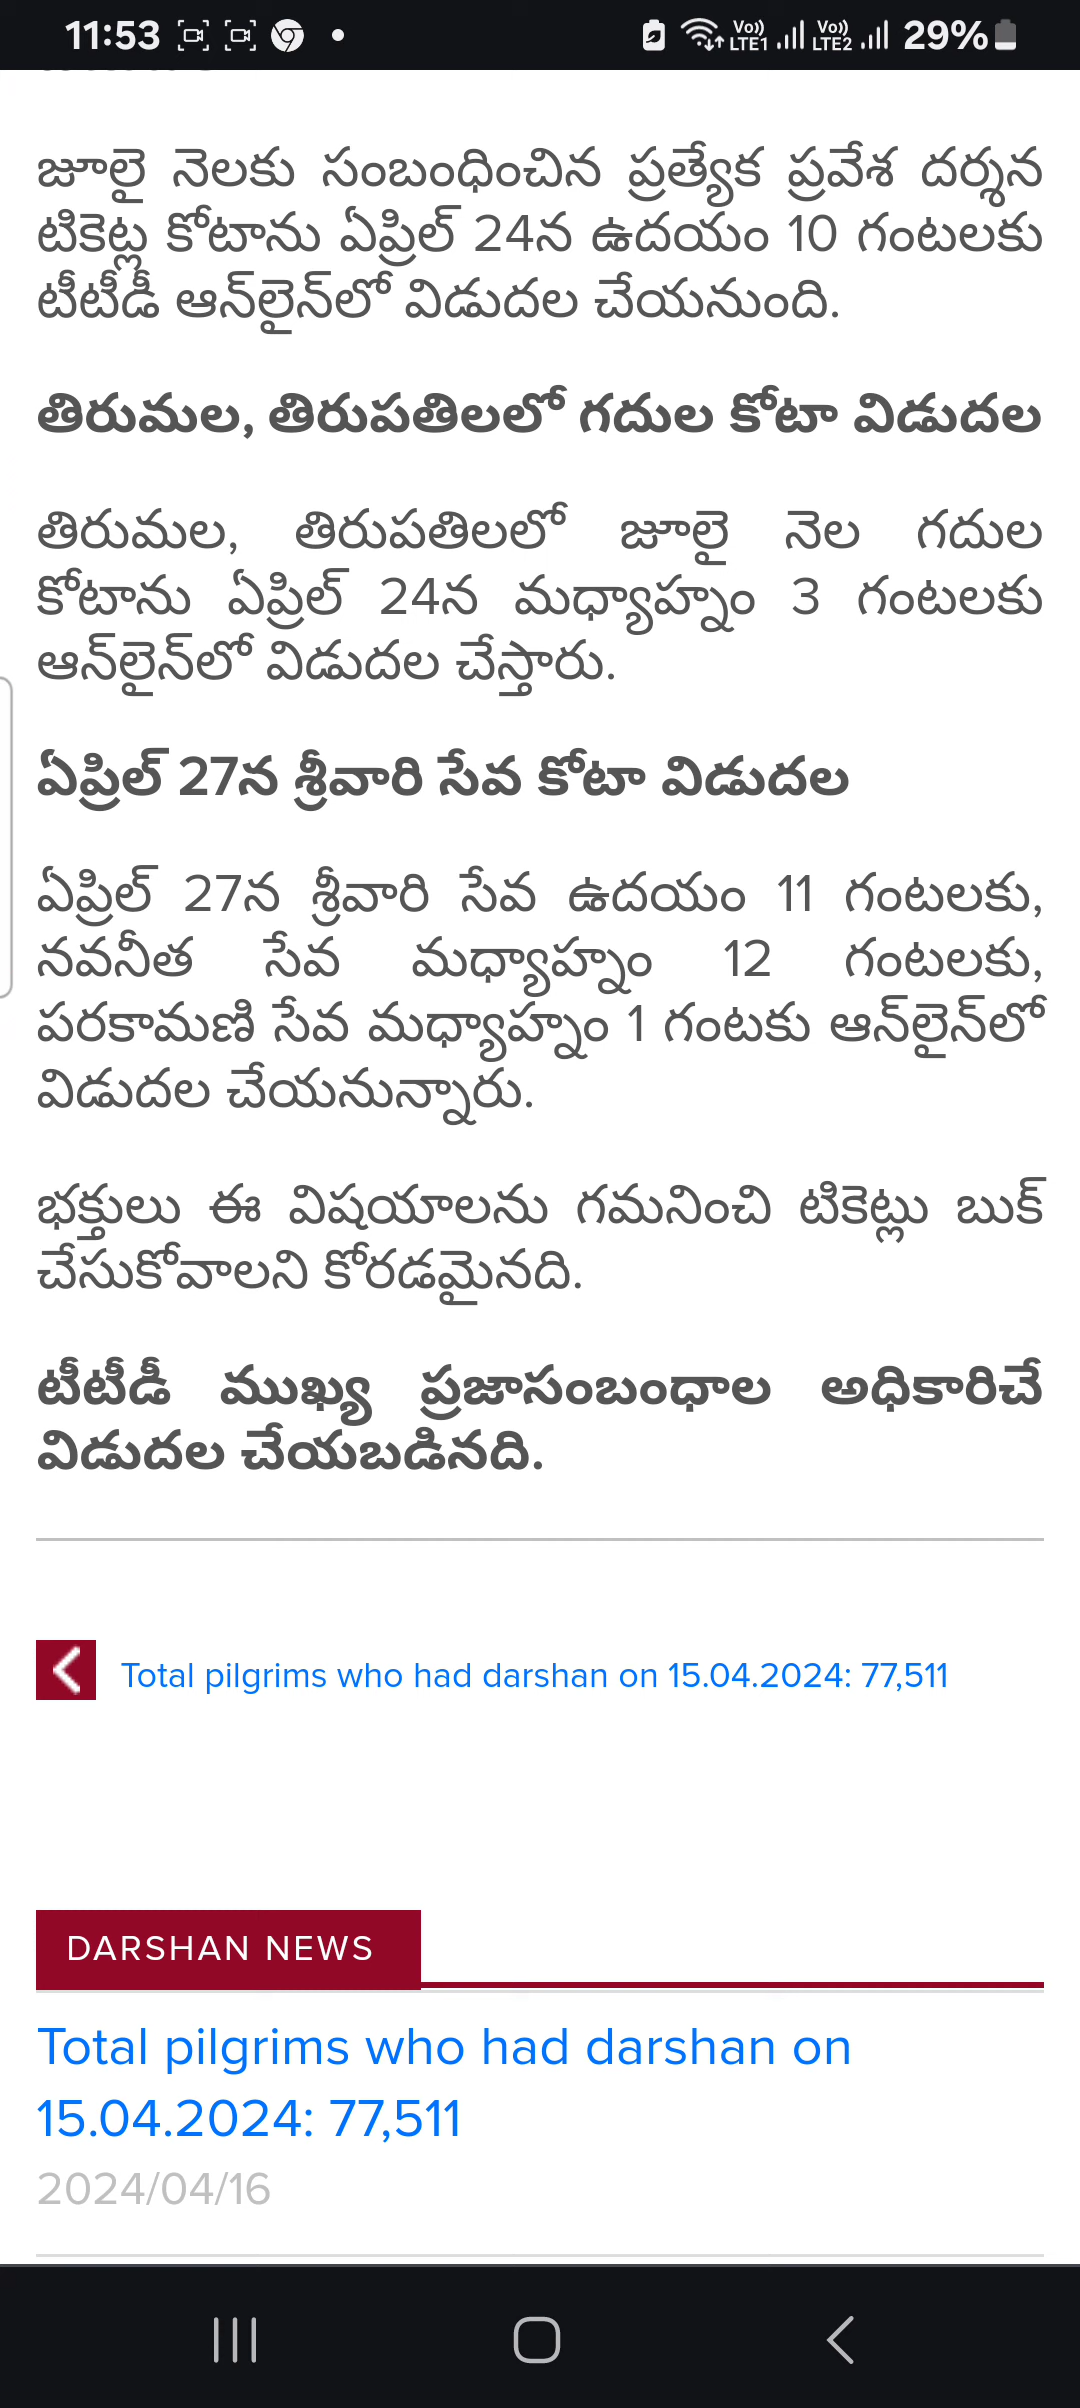 11:53
Vo)) LTE1 Vo)) LTE2 29%
జూలై నెలకు సంబంధించిన ప్రత్యేక ప్రవేశ దర్శన
టికెట్ల కోటాను ఏప్రిల్ 24న ఉదయం 10 గంటలకు
టీటీడీ ఆన్‌లైన్‌లో విడుదల చేయనుంది.
తిరుమల, తిరుపతిలలో గదుల కోటా విడుదల
తిరుమల, తిరుపతిలలో జూలై నెల గదుల
కోటాను ఏప్రిల్ 24న మధ్యాహ్నం 3 గంటలకు
ఆన్‌లైన్‌లో విడుదల చేస్తారు.
ఏప్రిల్ 27న శ్రీవారి సేవ కోటా విడుదల
ఏప్రిల్ 27న శ్రీవారి సేవ ఉదయం 11 గంటలకు,
నవనీత సేవ మధ్యాహ్నం 12 గంటలకు,
పరకామణి సేవ మధ్యాహ్నం 1 గంటకు ఆన్‌లైన్‌లో
విడుదల చేయనున్నారు.
భక్తులు ఈ విషయాలను గమనించి టికెట్లు బుక్
చేసుకోవాలని కోరడమైనది.
టీటీడీ ముఖ్య ప్రజాసంబంధాల అధికారిచే
విడుదల చేయబడినది.
Total pilgrims who had darshan on 15.04.2024: 77,511
DARSHAN NEWS
Total pilgrims who had darshan on
15.04.2024: 77,511
2024/04/16